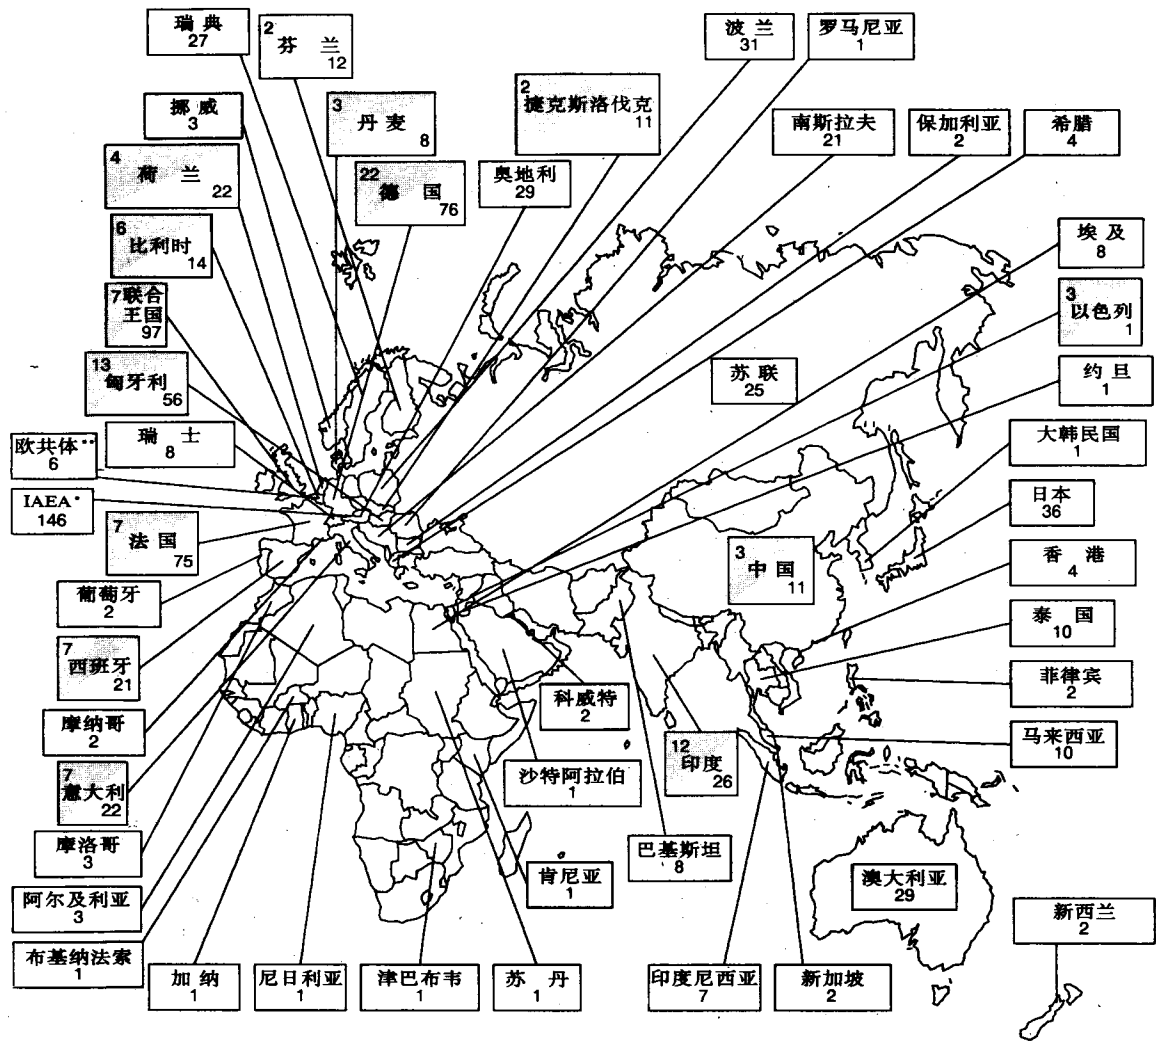 瑞典
27
2
芬 兰
12
波兰
31
罗马尼亚
1
挪威
3
3
丹麦
8
2
捷克斯洛伐克
11
南斯拉夫
21
保加利亚
2
希腊
4
4
荷 兰
22
22
德 国
76
奥地利
29
6
比利时
14
埃及
8
7联合
王国
97
3
以色列
1
13
匈牙利
56
苏联
25
约旦
1
瑞 士
8
欧共体**
6
大韩民国
1
IAEA*
146
日本
36
7
法国
75
3
中国
11
香 港
4
葡萄牙
2
泰 国
10
7
西班牙
21
科威特
2
菲律宾
2
摩纳哥
2
马来西亚
10
7
意大利
22
沙特阿拉伯
1
12
印度
26
摩洛哥
3
巴基斯坦
8
肯尼亚
1
澳大利亚
29
阿尔及利亚
3
新西兰
2
布基纳法索
1
加纳
1
尼日利亚
1
津巴布韦
1
苏 丹
1
印度尼西亚
7
新加坡
2